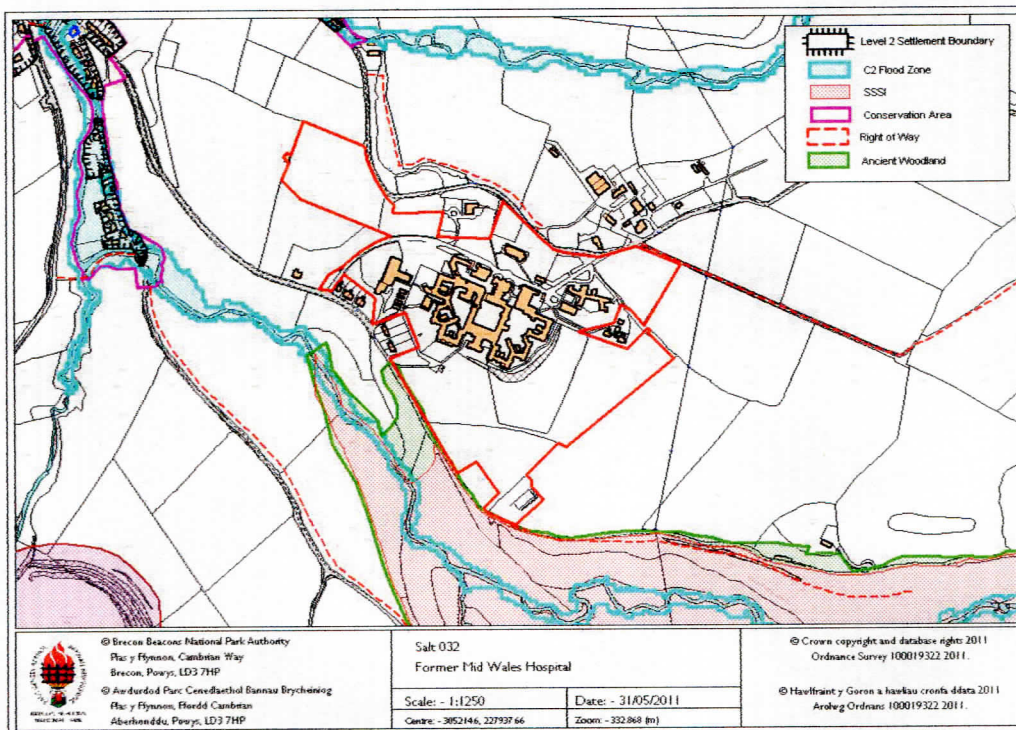 Level 2 Settlement Boundary
C2 Flood Zone
SSSI
Conservation Area
Right of Way
Ancient Woodland
© Brecon Beacons National Park Authority
Plas y Ffynnon, Cambrian Way
Brecon, Powys, LD3 7HP
© Awdurdod Parc Cenedlaethol Bannau Brycheiniog
Plas y Ffynnon, Ffordd Cambrian
Aberhonddu, Powys, LD3 7HP
Salt 032
Former Mid Wales Hospital
Scale: - 1:1250
Date: - 31/05/2011
Centre: - 3052146, 22793766
Zoom: - 332.868 (m)
© Crown copyright and database rights 2011
Ordnance Survey 100019322 2011.
© Hawlfraint y Goron a hawliau cronfa ddata 2011
Arolwg Ordnans 100019322 2011.